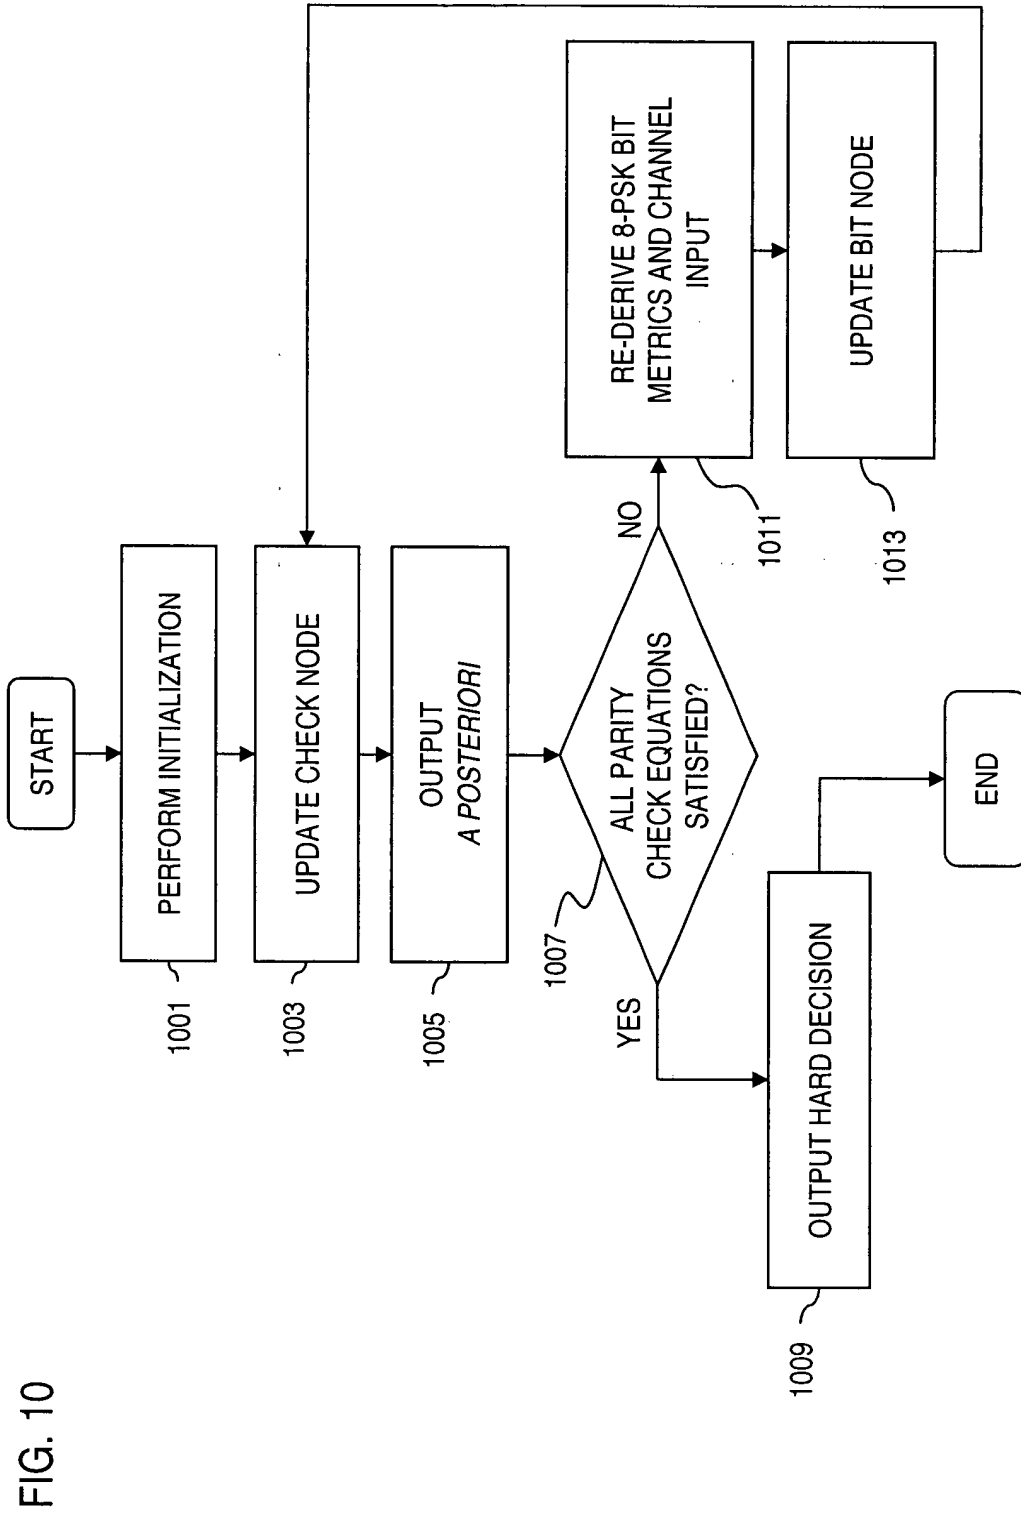 FIG. 10
START
PERFORM INITIALIZATION
1001
UPDATE CHECK NODE
1003
OUTPUT
A POSTERIORI
1005
ALL PARITY
CHECK EQUATIONS
SATISFIED?
1007
YES
NO
OUTPUT HARD DECISION
1009
RE-DERIVE 8-PSK BIT
METRICS AND CHANNEL
INPUT
1011
UPDATE BIT NODE
1013
END